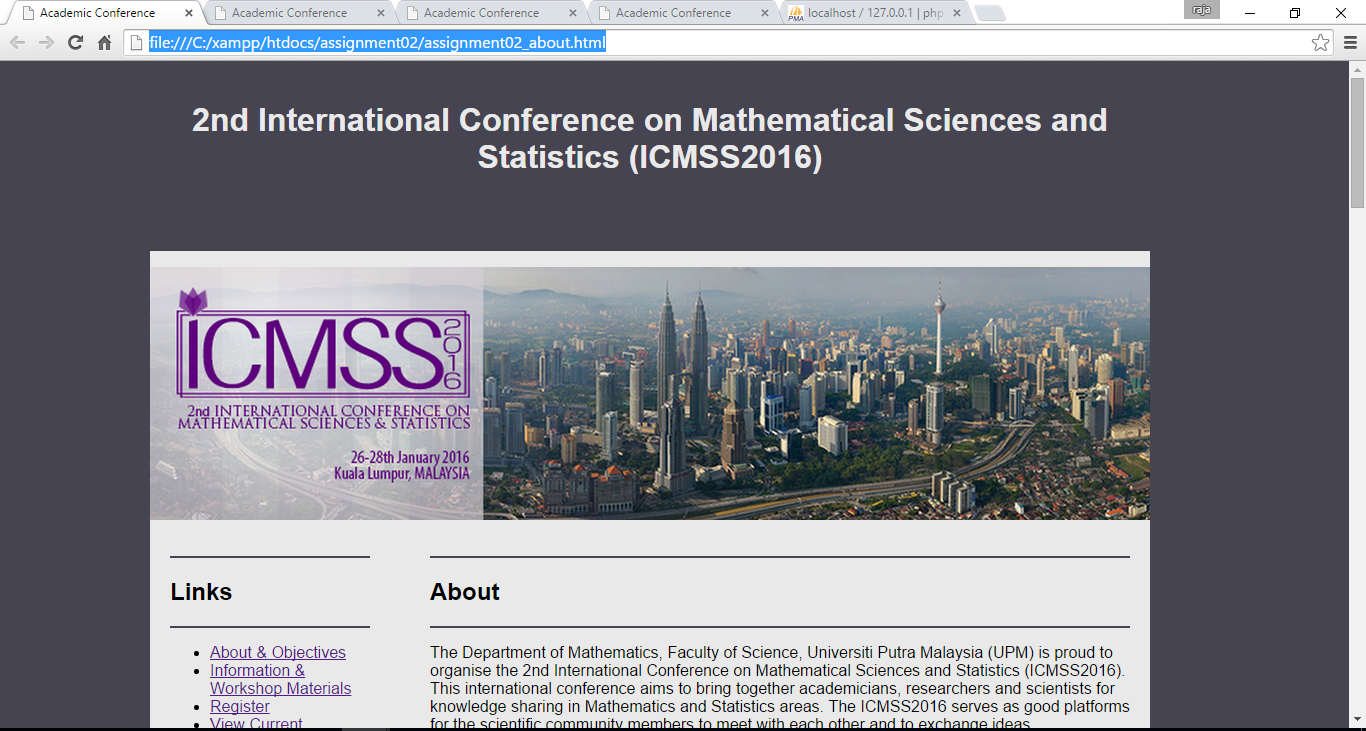 Academic Conference
Academic Conference
Academic Conference
Academic Conference
PMA localhost / 127.0.0.1 | php
raja
file:///C:/xampp/htdocs/assignment02/assignment02_about.html
2nd International Conference on Mathematical Sciences and
Statistics (ICMSS2016)
ICMSS 2016
2nd INTERNATIONAL CONFERENCE ON
MATHEMATICAL SCIENCES & STATISTICS
26-28th January 2016
Kuala Lumpur, MALAYSIA
Links
About & Objectives
Information &
Workshop Materials
Register
View Current
About
The Department of Mathematics, Faculty of Science, Universiti Putra Malaysia (UPM) is proud to
organise the 2nd International Conference on Mathematical Sciences and Statistics (ICMSS2016).
This international conference aims to bring together academicians, researchers and scientists for
knowledge sharing in Mathematics and Statistics areas. The ICMSS2016 serves as good platforms
for the scientific community members to meet with each other and to exchange ideas.